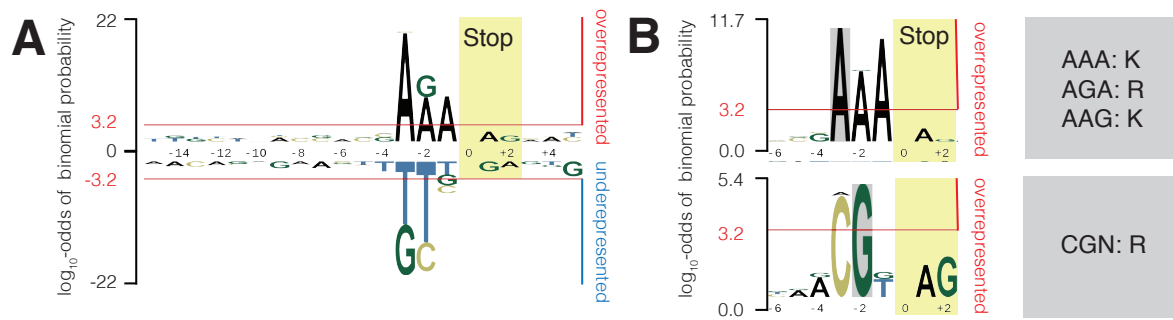 A
log10-odds of binomial probability
22
3.2
0
-3.2
-22
Stop
G
A A A
-14 -12 -10 -8 -6 -4 -2 0 +2 +4
T T T
G C
G
C
overrepresented
underepresented
B
log10-odds of binomial probability
11.7
3.2
0.0
Stop
A A A
G
A
-6 -4 -2 0 +2
overrepresented
AAA: K
AGA: R
AAG: K
5.4
3.2
0.0
A
C G
G
A A T
A G
-6 -4 -2 0 +2
overrepresented
CGN: R